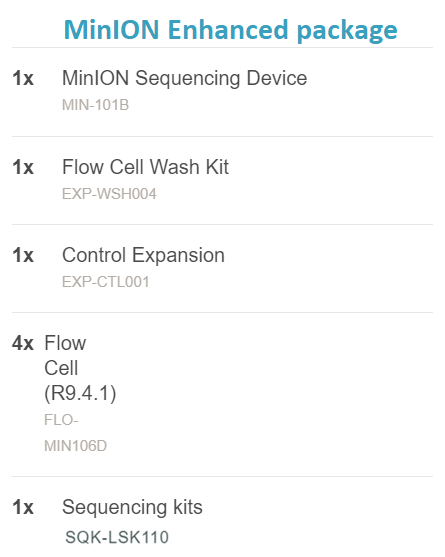 MinION Enhanced package
1x MinION Sequencing Device
MIN-101B
1x Flow Cell Wash Kit
EXP-WSH004
1x Control Expansion
EXP-CTL001
4x Flow
Cell
(R9.4.1)
FLO-
MIN106D
1x Sequencing kits
SQK-LSK110